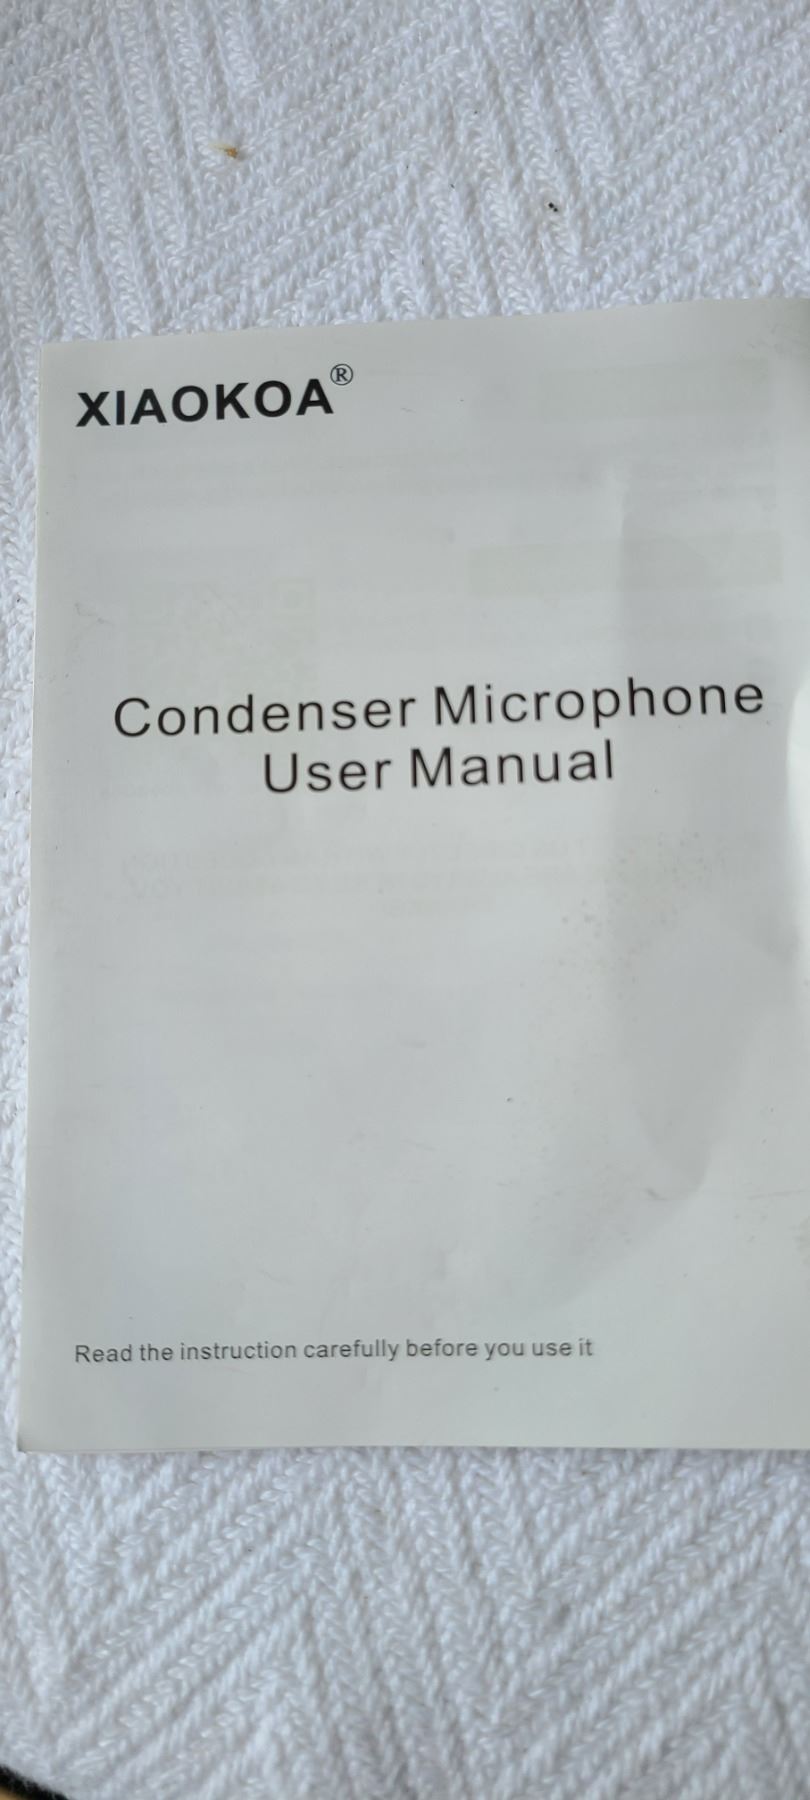 XIAOKOA®
Condenser Microphone
User Manual
Read the instruction carefully before you use it